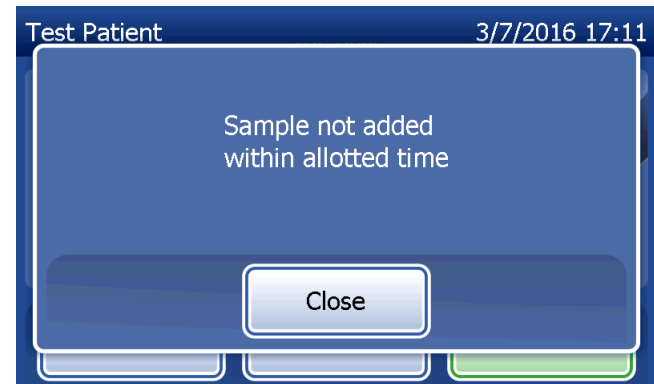 Test Patient 3/7/2016 17:11
Sample not added
within allotted time
Close